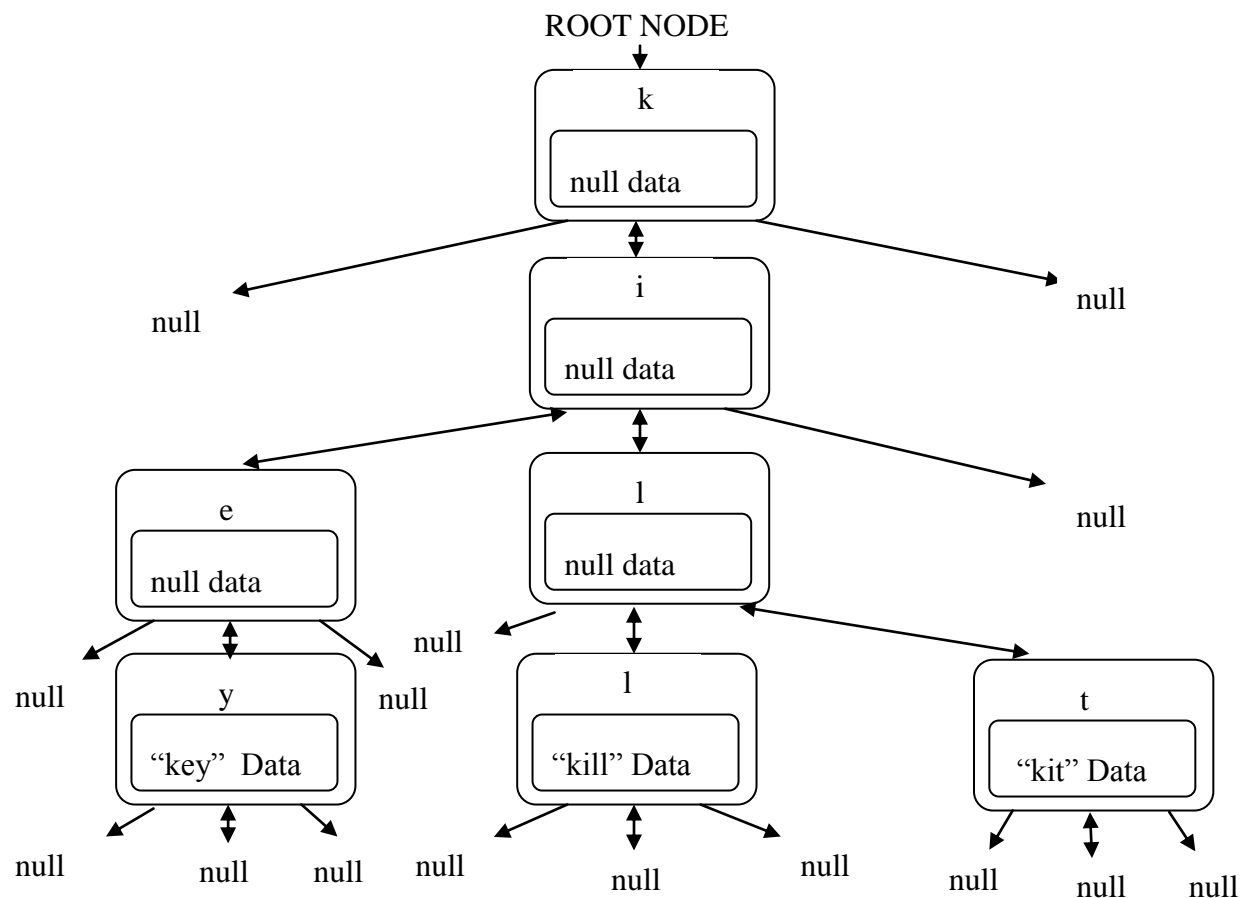 ROOT NODE
k
null data
null
null
i
null data
e
null data
l
null data
null
null
null
null
y
“key” Data
l
“kill” Data
t
“kit” Data
null
null
null
null
null
null
null
null
null